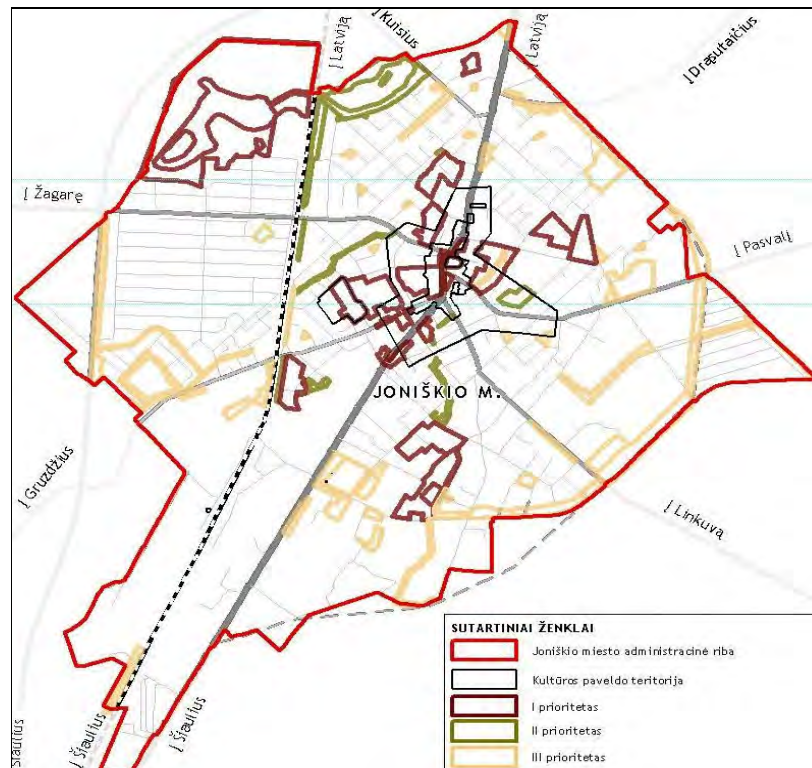 Į Latviją
Į Kuisius
Į Latviją
Į Drąsutaičius
Į Žagarę
Į Pasvalį
JONIŠKIO M.
Į Gruzdžius
Į Linkuvą
Šiaulius
Į Šiaulius
Į Šiaulius
SUTARTINIAI ŽENKLAI
Joniškio miesto administracinė riba
Kultūros paveldo teritorija
I prioritetas
II prioritetas
III prioritetas